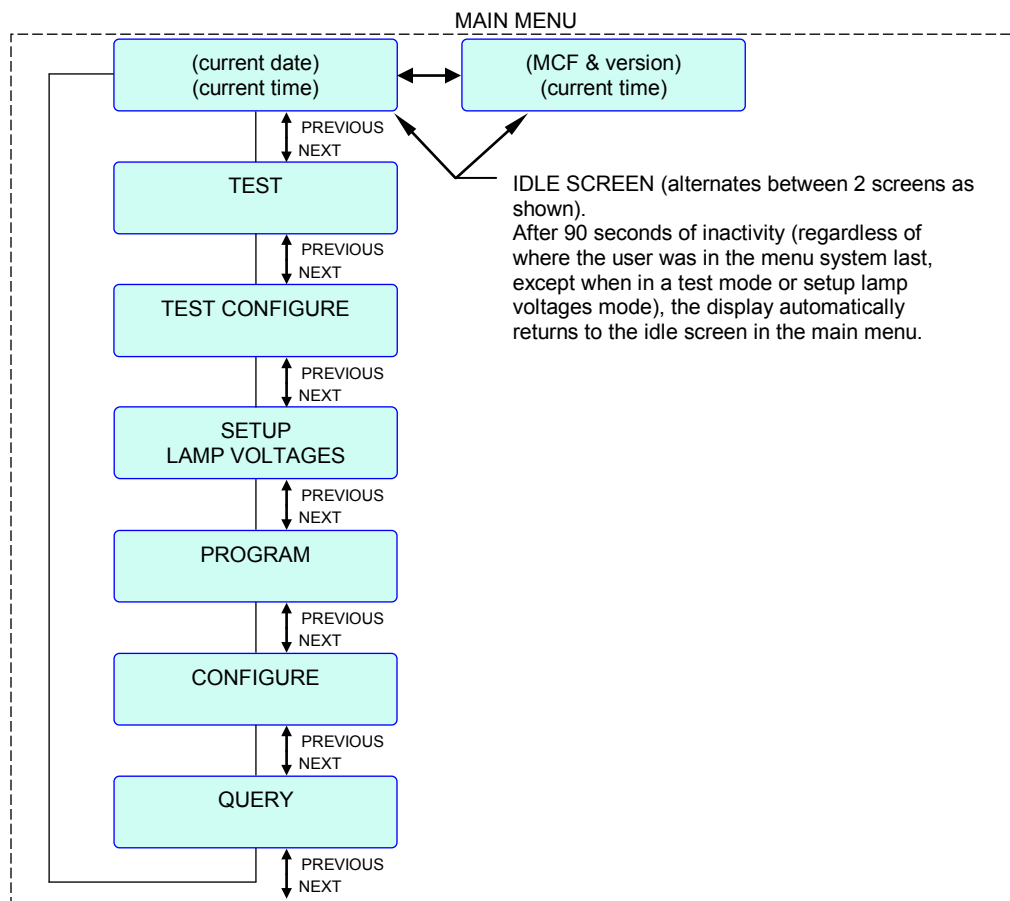 MAIN MENU
(current date)
(current time)
(MCF & version)
(current time)
PREVIOUS
NEXT
TEST
IDLE SCREEN (alternates between 2 screens as
shown).
After 90 seconds of inactivity (regardless of
where the user was in the menu system last,
except when in a test mode or setup lamp
voltages mode), the display automatically
returns to the idle screen in the main menu.
PREVIOUS
NEXT
TEST CONFIGURE
PREVIOUS
NEXT
SETUP
LAMP VOLTAGES
PREVIOUS
NEXT
PROGRAM
PREVIOUS
NEXT
CONFIGURE
PREVIOUS
NEXT
QUERY
PREVIOUS
NEXT